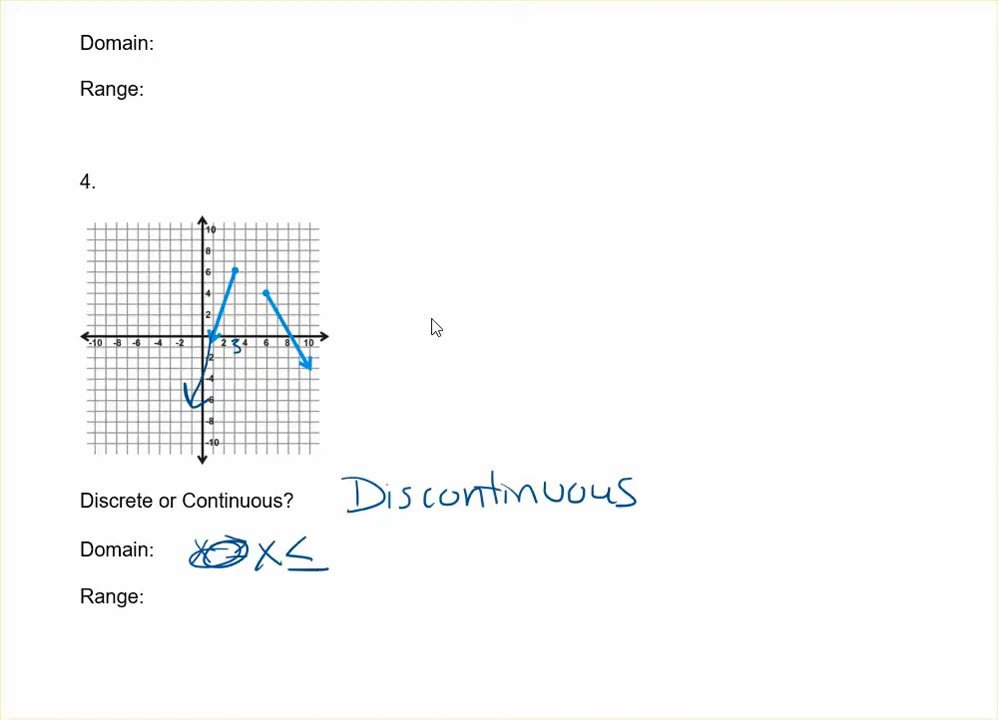 Domain:
Range:
4.
10
8
6
4
2
-10 -8 -6 -4 -2 2 3 4 6 8 10
-4
-6
-8
-10
Discrete or Continuous? Discontinuous
Domain: x ≤
Range: